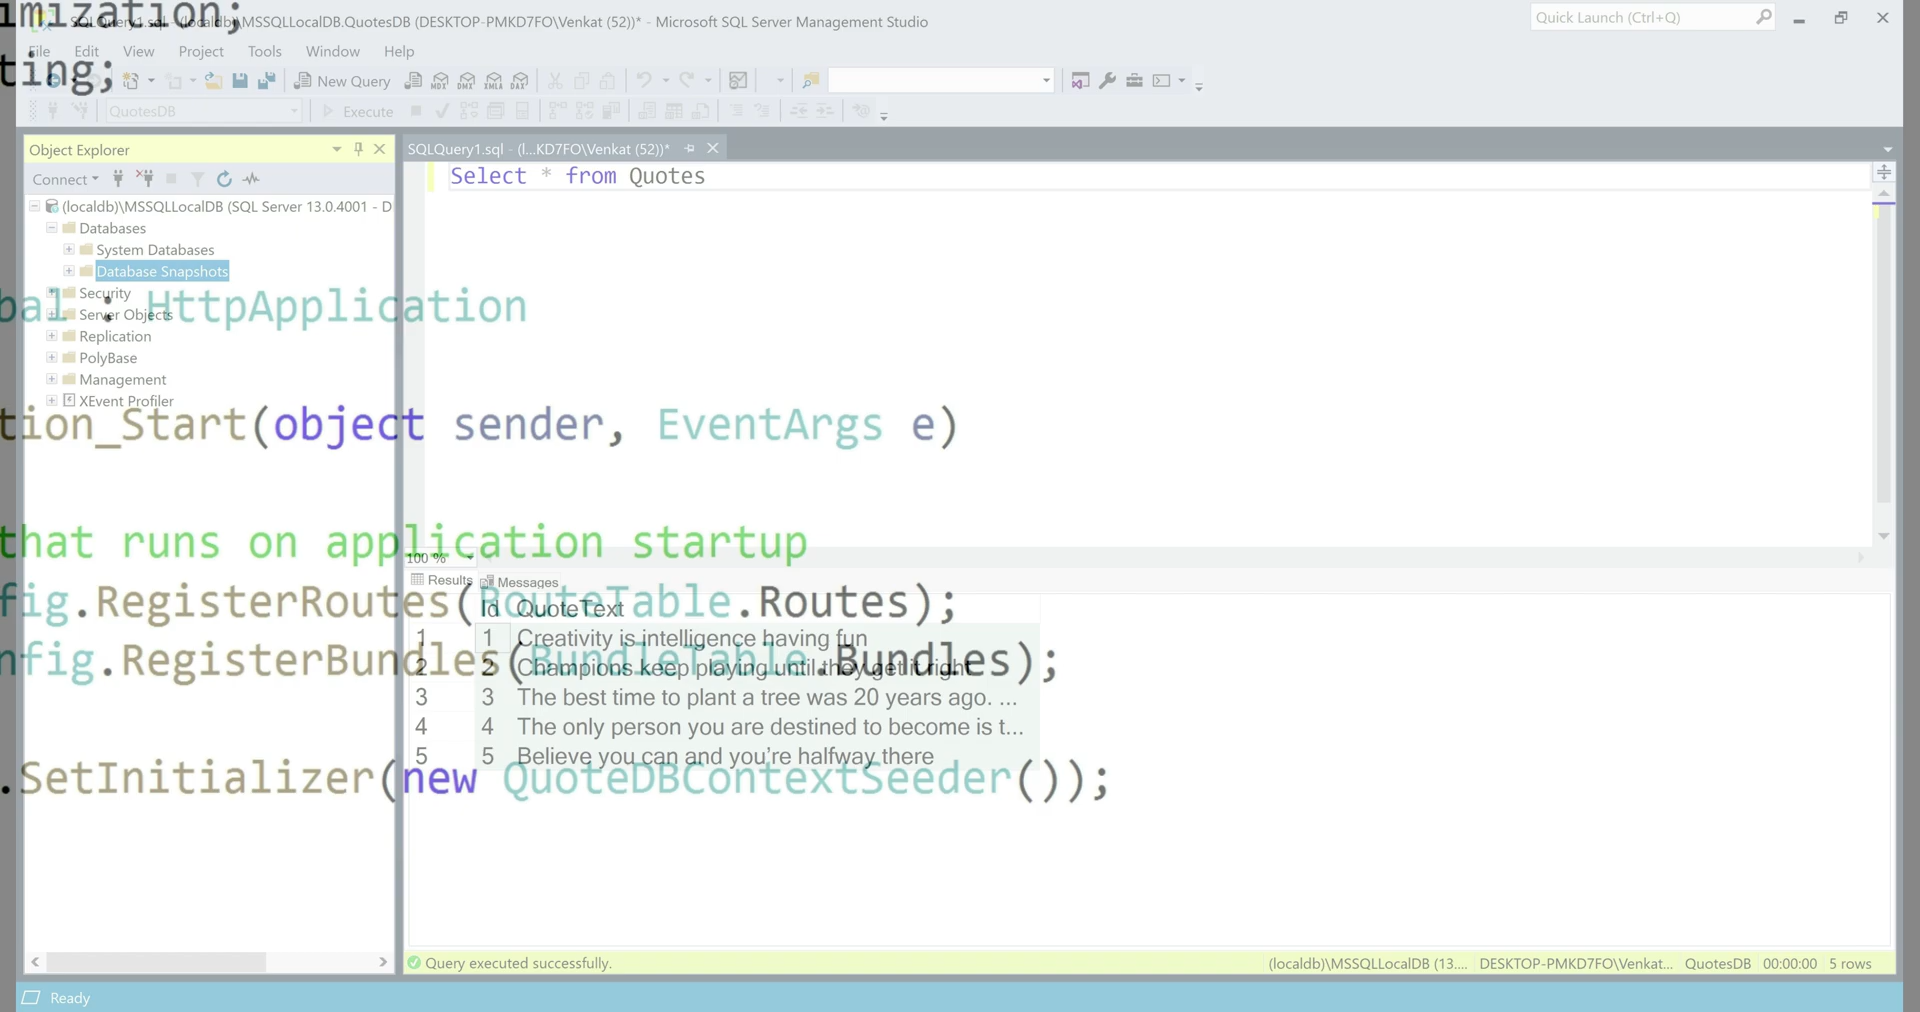 imization;
SQLQuery1.sql - (localdb)\MSSQLLocalDB.QuotesDB (DESKTOP-PMKD7FO\Venkat (52))* - Microsoft SQL Server Management Studio
Quick Launch (Ctrl+Q)
File Edit View Project Tools Window Help
ting;
New Query MDX DMX XMLA DAX
QuotesDB Execute
Object Explorer
SQLQuery1.sql - (l...KD7FO\Venkat (52))*
Connect
Select * from Quotes
(localdb)\MSSQLLocalDB (SQL Server 13.0.4001 - D
Databases
System Databases
Database Snapshots
Security
bal : HttpApplication
Server Objects
Replication
PolyBase
Management
XEvent Profiler
tion_Start(object sender, EventArgs e)
that runs on application startup
100 %
Results Messages
fig.RegisterRoutes(RouteTable.Routes);
Id QuoteText
1 1 Creativity is intelligence having fun
nfig.RegisterBundles(BundleTable.Bundles);
2 2 Champions keep playing until they get it right
3 3 The best time to plant a tree was 20 years ago. ...
4 4 The only person you are destined to become is t...
5 5 Believe you can and you’re halfway there
.SetInitializer(new QuoteDBContextSeeder());
Query executed successfully.
(localdb)\MSSQLLocalDB (13.... DESKTOP-PMKD7FO\Venkat... QuotesDB 00:00:00 5 rows
Ready